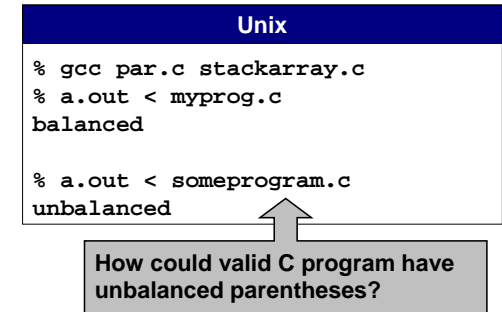 Unix
% gcc par.c stackarray.c
% a.out < myprog.c
balanced
% a.out < someprogram.c
unbalanced
How could valid C program have
unbalanced parentheses?